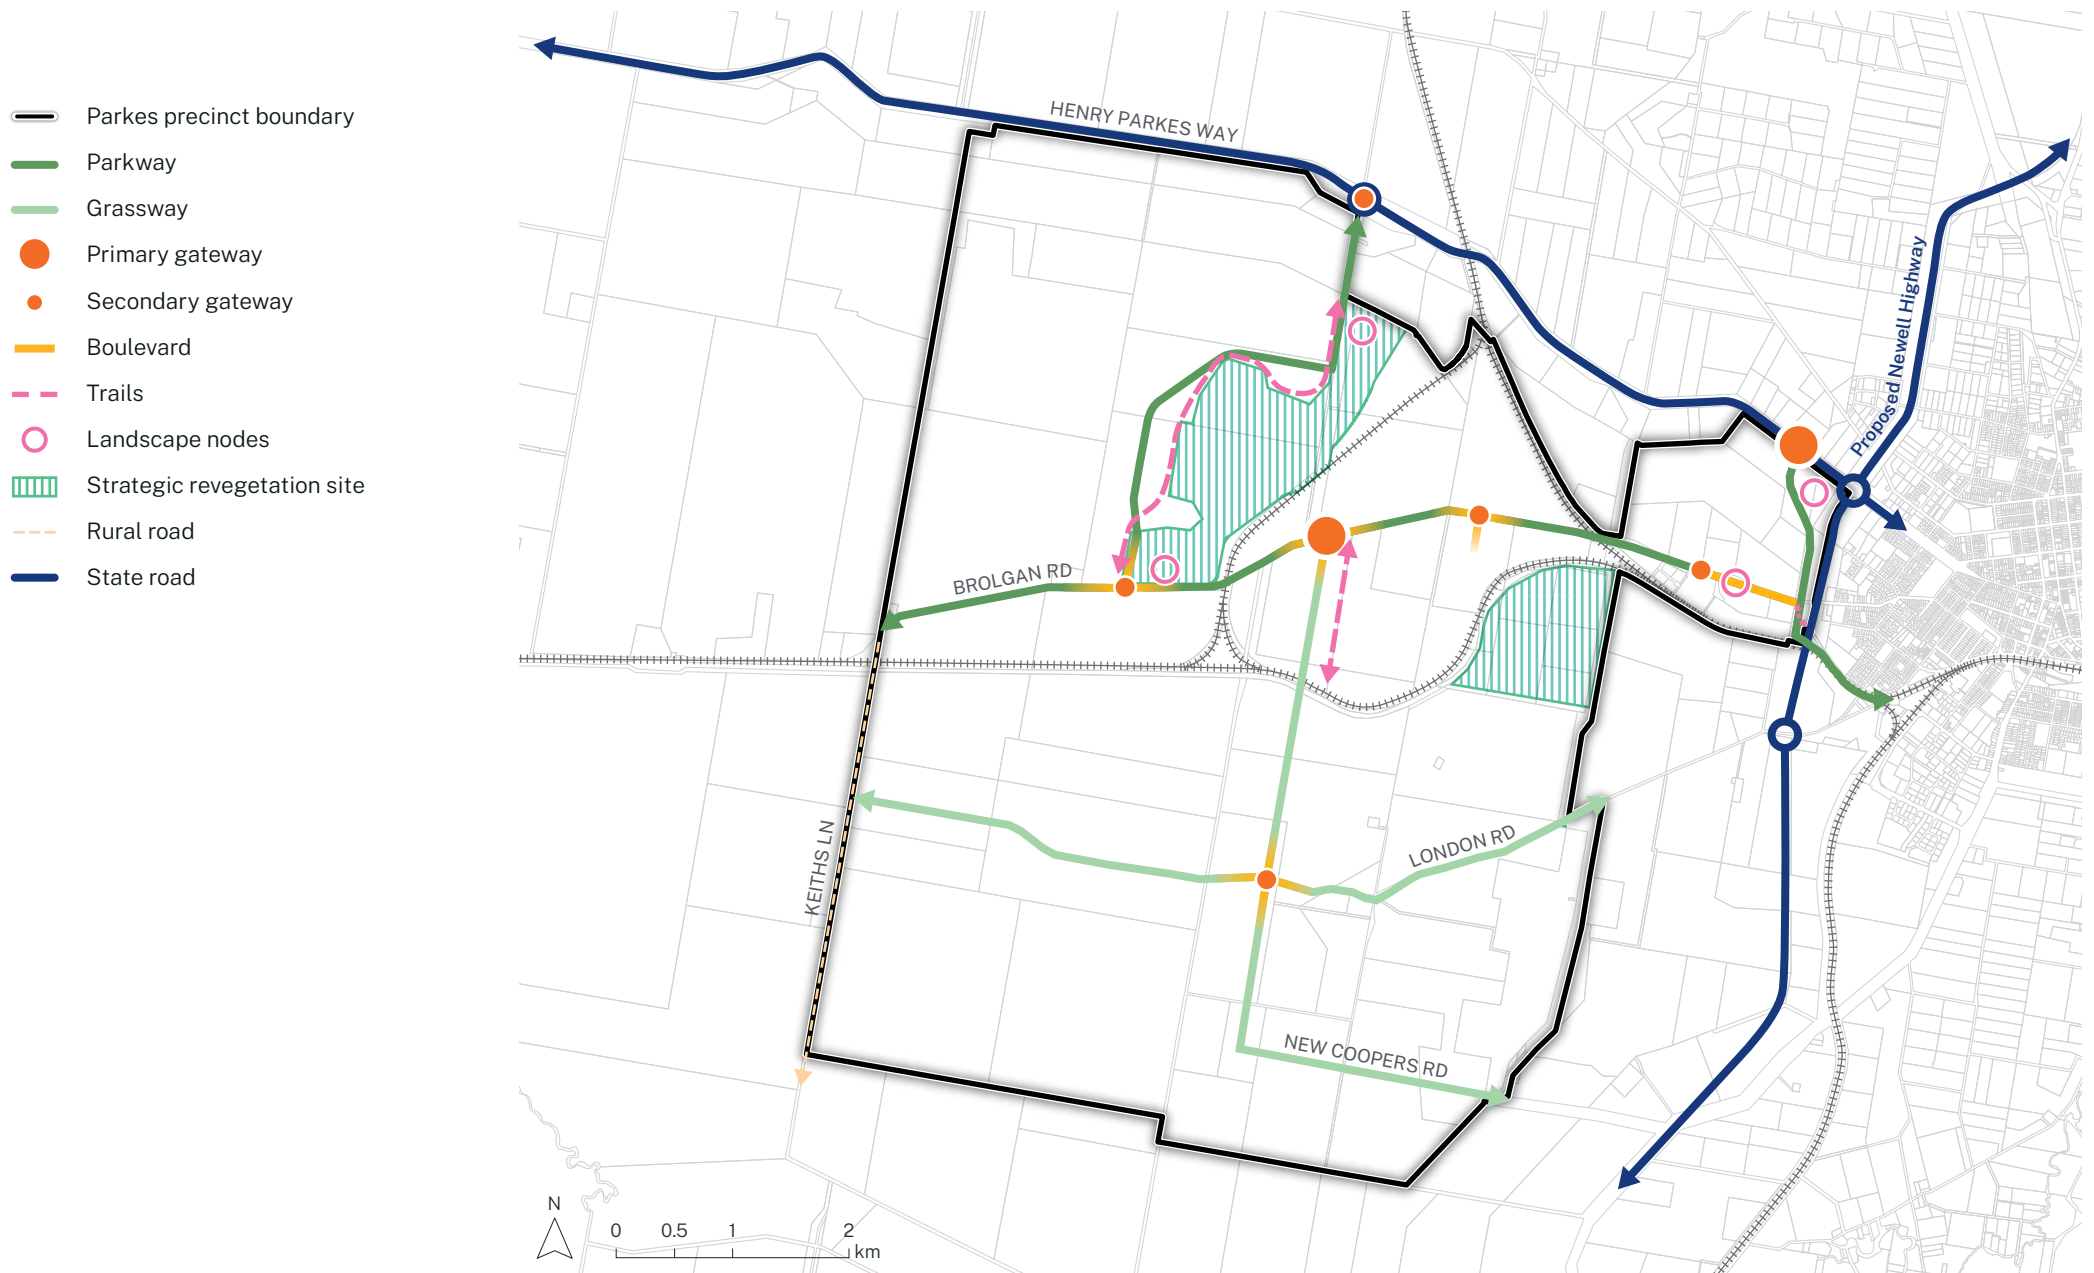 Parkes precinct boundary
Parkway
Grassway
Primary gateway
Secondary gateway
Boulevard
Trails
Landscape nodes
Strategic revegetation site
Rural road
State road
HENRY PARKES WAY
Proposed Newell Highway
BROLGAN RD
KEITHS LN
LONDON RD
NEW COOPERS RD
N
0 0.5 1 2
km